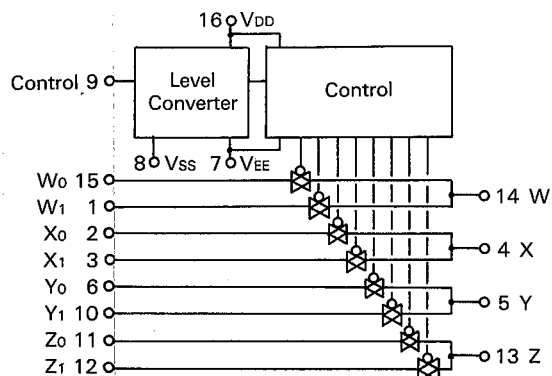 16 VDD
Control 9
Level
Converter
Control
8 VSS
7 VEE
W0 15
W1 1
14 W
X0 2
X1 3
4 X
Y0 6
Y1 10
5 Y
Z0 11
Z1 12
13 Z